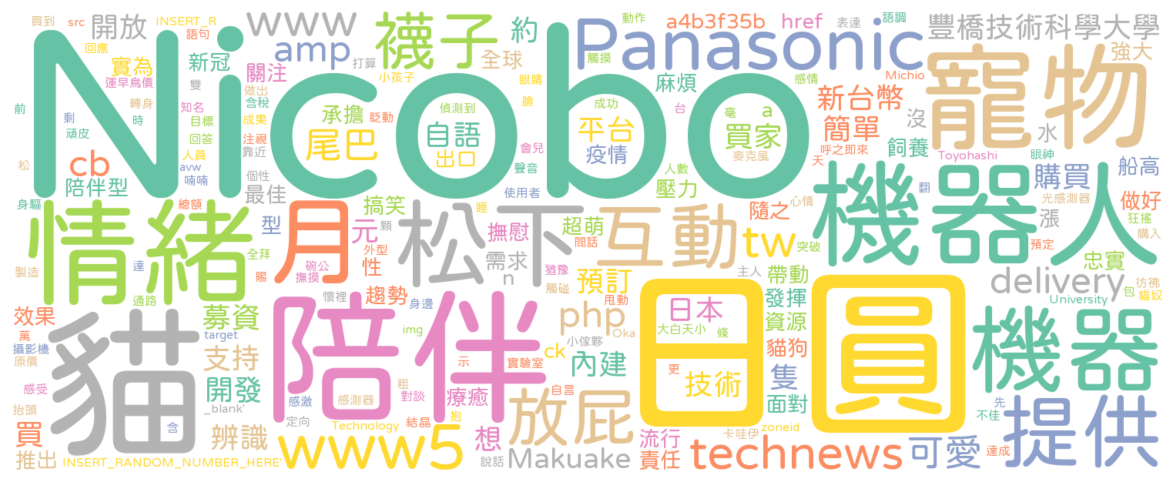 買到 src 開放 www 襪子 約 動作 a4b3f35b href 表達 語調 豐橋技術科學大學
回應 INSERT_R 語句 amp 打算 全球 Panasonic 觸摸 感情 強大
實為 新冠 關注 小孩子 眼睛 麻煩 Michio 寵物
運早鳥價 雙 做出 含稅 承擔 偵測到 臉 成功 台 毫 a 新台幣 沒
前 剩 轉身 知名 目標 成果 尾巴 貶動 自語 平台 買家 簡單 水
Nicobo
頑皮 時 回答 注視 出口 會兒 疫情 麥克風 呼之即來 飼養 眼神
松 cb 人員 avw 靠近 聲音 人數 天 Toyohashi 船高
陪伴型 喃喃 個性 最佳 使用者 壓力 翻 購買 光感測器
身軀 總額 搞笑 睡 超萌 心情 漲 做好 狂搖
情緒 型 月 元 顆 松下 撫慰 問話 互動 突破 隨之 機器人 預定 購入
製造 達 全拜 外型 需求 猶豫 tw 忠實
通路 賜 碗公 性 n 觸碰 預訂 主人 帶動 delivery 彷彿 貓奴
懷裡 撫摸 趨勢 身邊 甩動 日本 發揮 University 包
效果 萬 募資 php Oka 大白天小 資源 機器
貓 target img 小傢夥 條 日圓
攝影機 原價 支持 陪伴 示 實驗室 ck 內建 貓狗
感受 開發 療癒 自言 更 技術 隻 先
_blank' 感激 感測器 粗 對談 面對 不佳
抬頭 買 含 辨識 定向 Technology 結晶 抱 想 放屁 卡哇伊 zoneid 提供
推出 INSERT_RANDOM_NUMBER_HERE www5 說話 Makuake 流行 責任 technews 可愛 達成